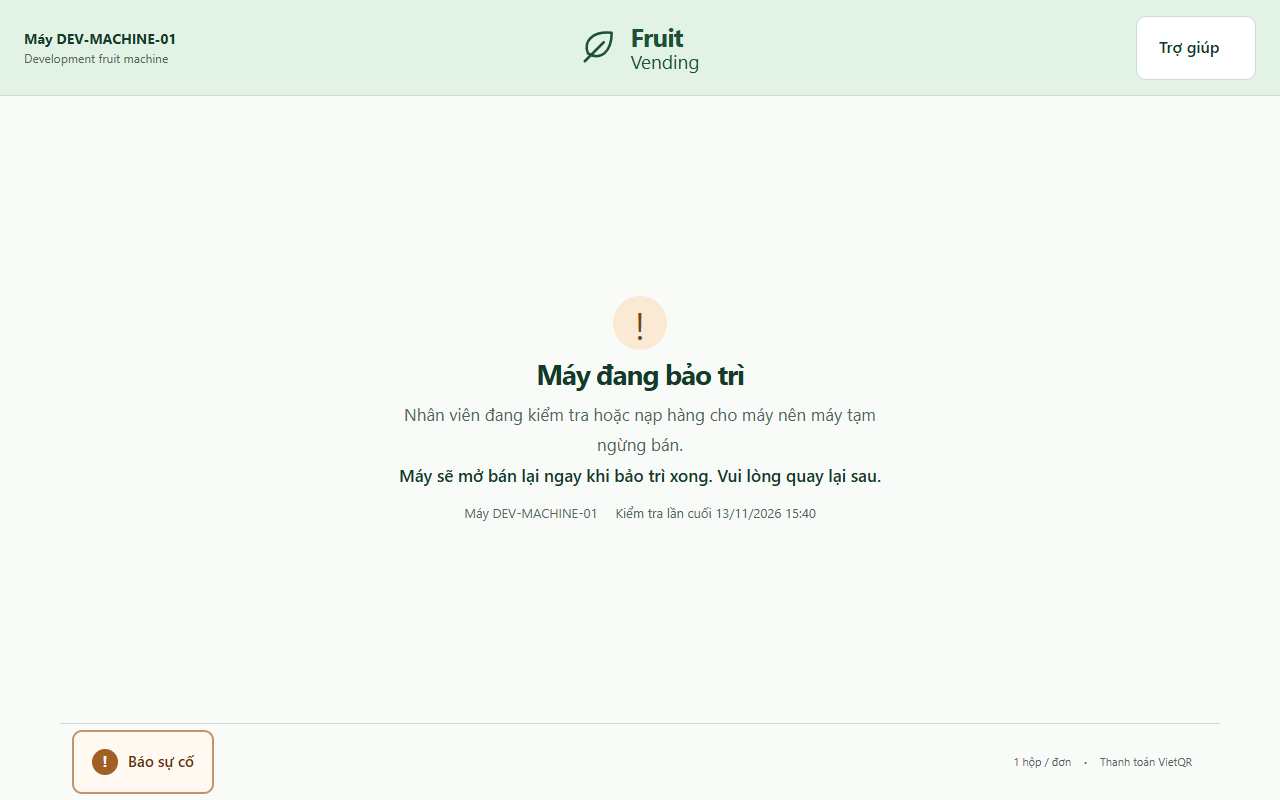 Máy DEV-MACHINE-01
Development fruit machine
Fruit
Vending
Trợ giúp
!
Máy đang bảo trì
Nhân viên đang kiểm tra hoặc nạp hàng cho máy nên máy tạm
ngừng bán.
Máy sẽ mở bán lại ngay khi bảo trì xong. Vui lòng quay lại sau.
Máy DEV-MACHINE-01 Kiểm tra lần cuối 13/11/2026 15:40
! Báo sự cố
1 hộp / đơn • Thanh toán VietQR